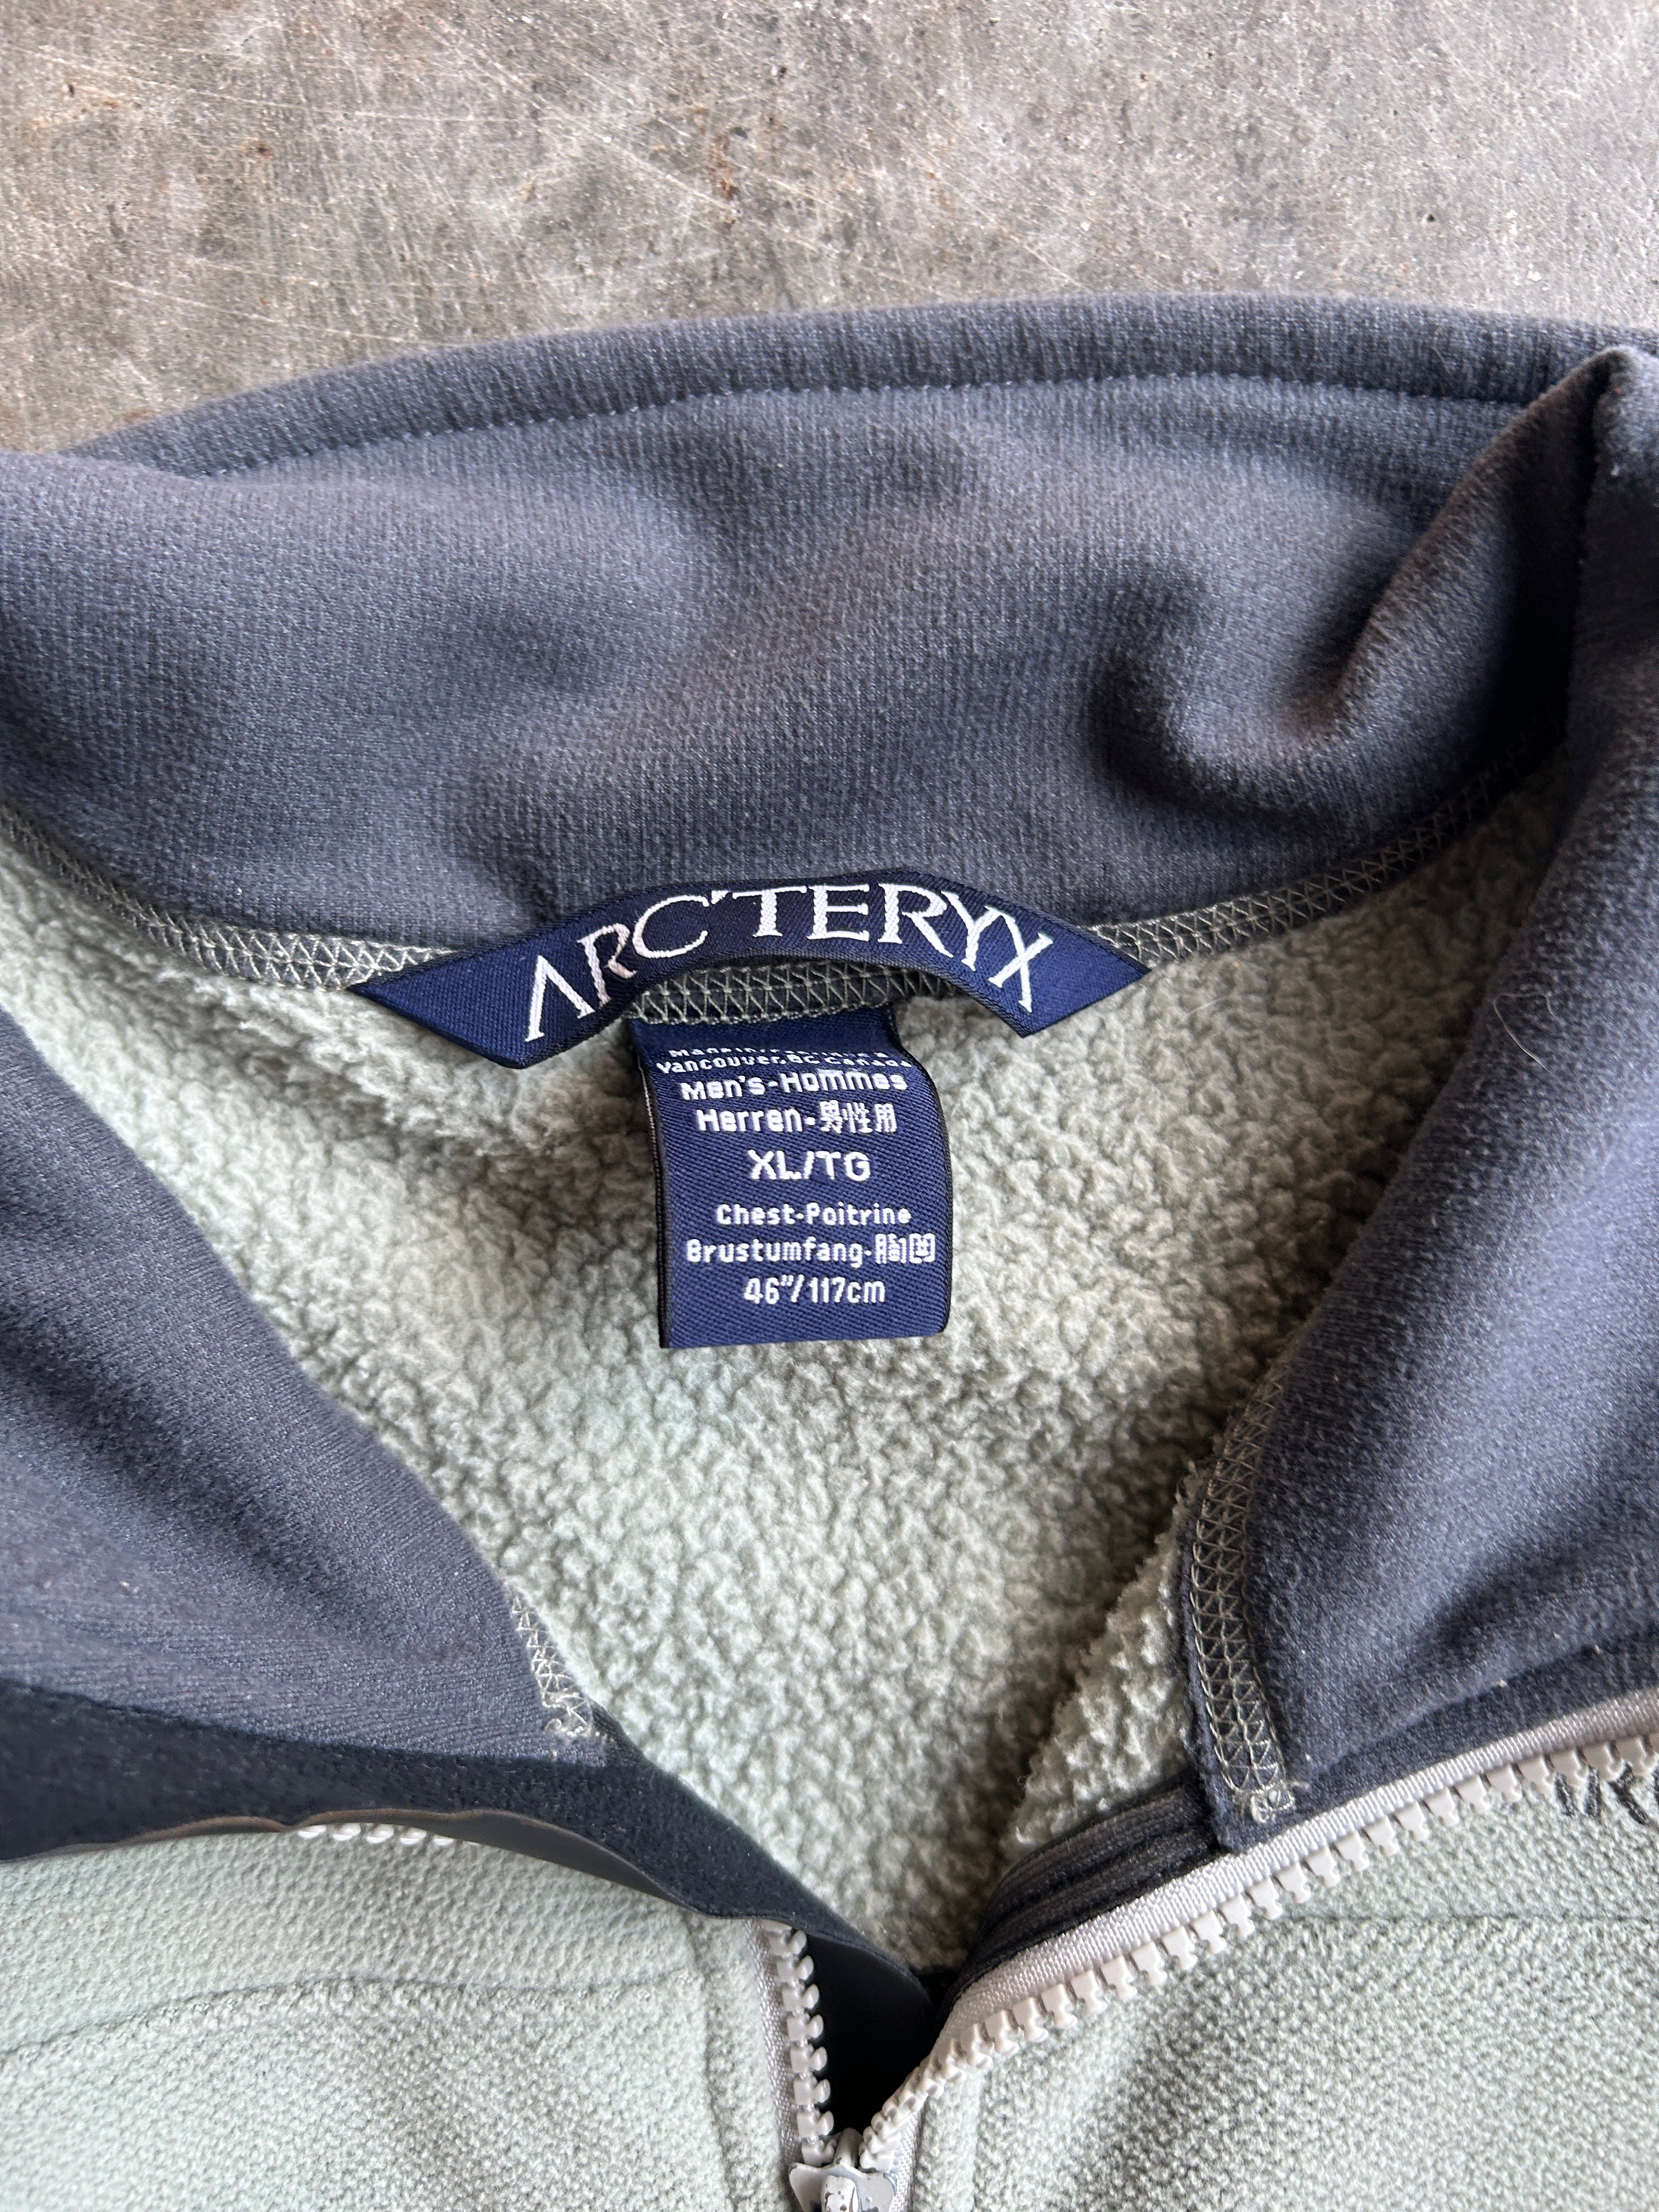 ARC'TERYX
Vancouver, BC Canada
Men's-Hommes
Herren-男性用
XL/TG
Chest-Poitrine
Brustumfang-胸囲
46"/117cm